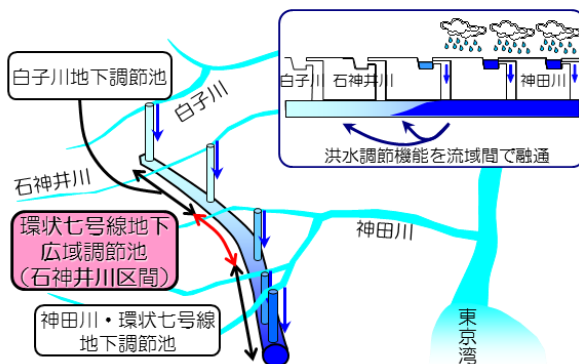 白子川地下調節池
白子川
石神井川
環状七号線地下
広域調節池
(石神井川区間)
神田川・環状七号線
地下調節池
神田川
東京湾
白子川
石神井川
神田川
洪水調節機能を流域間で融通